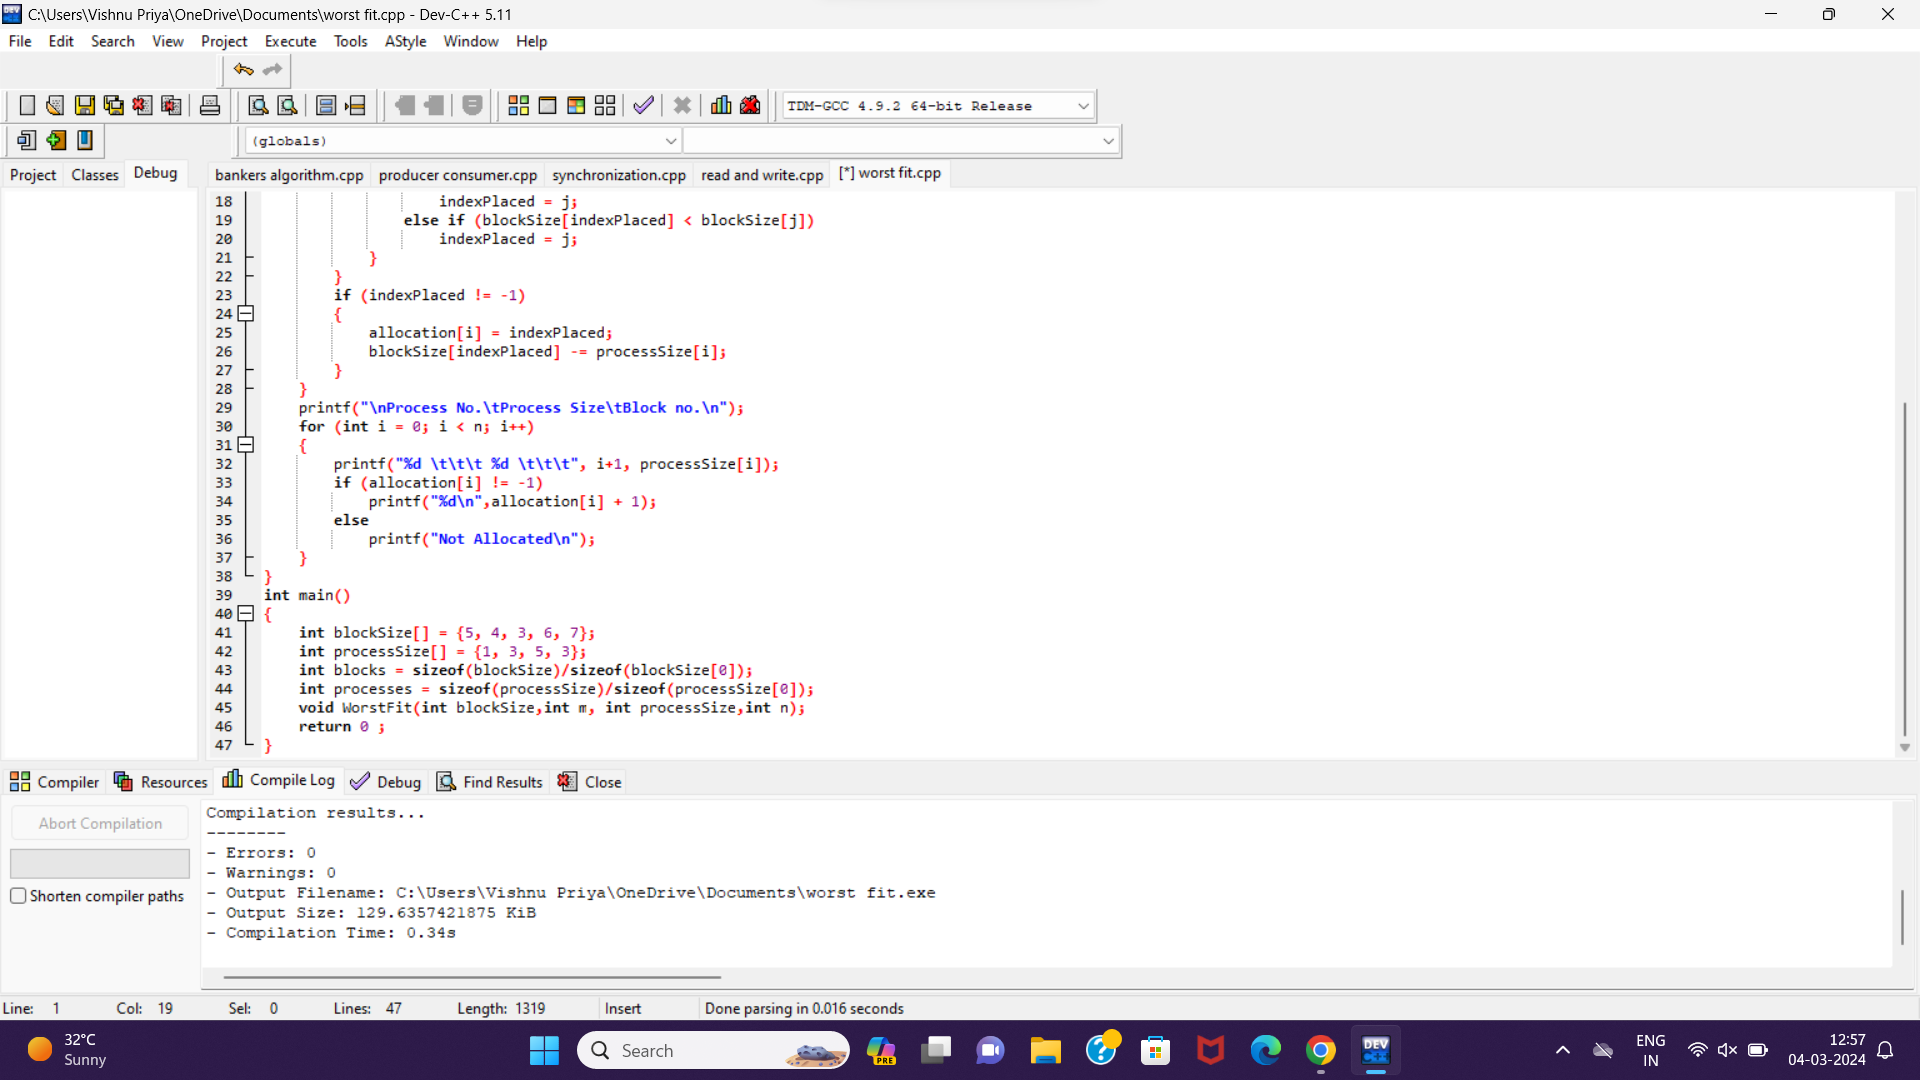 C:\Users\Vishnu Priya\OneDrive\Documents\worst fit.cpp - Dev-C++ 5.11
File Edit Search View Project Execute Tools AStyle Window Help
TDM-GCC 4.9.2 64-bit Release
(globals)
Project Classes Debug bankers algorithm.cpp producer consumer.cpp synchronization.cpp read and write.cpp [*] worst fit.cpp
18 indexPlaced = j;
19 else if (blockSize[indexPlaced] < blockSize[j])
20 indexPlaced = j;
21 }
22 }
23 if (indexPlaced != -1)
24 {
25 allocation[i] = indexPlaced;
26 blockSize[indexPlaced] -= processSize[i];
27 }
28 }
29 printf("\nProcess No.\tProcess Size\tBlock no.\n");
30 for (int i = 0; i < n; i++)
31 {
32 printf("%d \t\t\t %d \t\t\t", i+1, processSize[i]);
33 if (allocation[i] != -1)
34 printf("%d\n",allocation[i] + 1);
35 else
36 printf("Not Allocated\n");
37 }
38 }
39 int main()
40 {
41 int blockSize[] = {5, 4, 3, 6, 7};
42 int processSize[] = {1, 3, 5, 3};
43 int blocks = sizeof(blockSize)/sizeof(blockSize[0]);
44 int processes = sizeof(processSize)/sizeof(processSize[0]);
45 void WorstFit(int blockSize,int m, int processSize,int n);
46 return 0 ;
47 }
Compiler Resources Compile Log Debug Find Results Close
Abort Compilation
Shorten compiler paths
Compilation results...
--------
- Errors: 0
- Warnings: 0
- Output Filename: C:\Users\Vishnu Priya\OneDrive\Documents\worst fit.exe
- Output Size: 129.6357421875 KiB
- Compilation Time: 0.34s
Line: 1 Col: 19 Sel: 0 Lines: 47 Length: 1319 Insert Done parsing in 0.016 seconds
32°C
Sunny
Search
PRE
DEV
C++
ENG
IN
12:57
04-03-2024